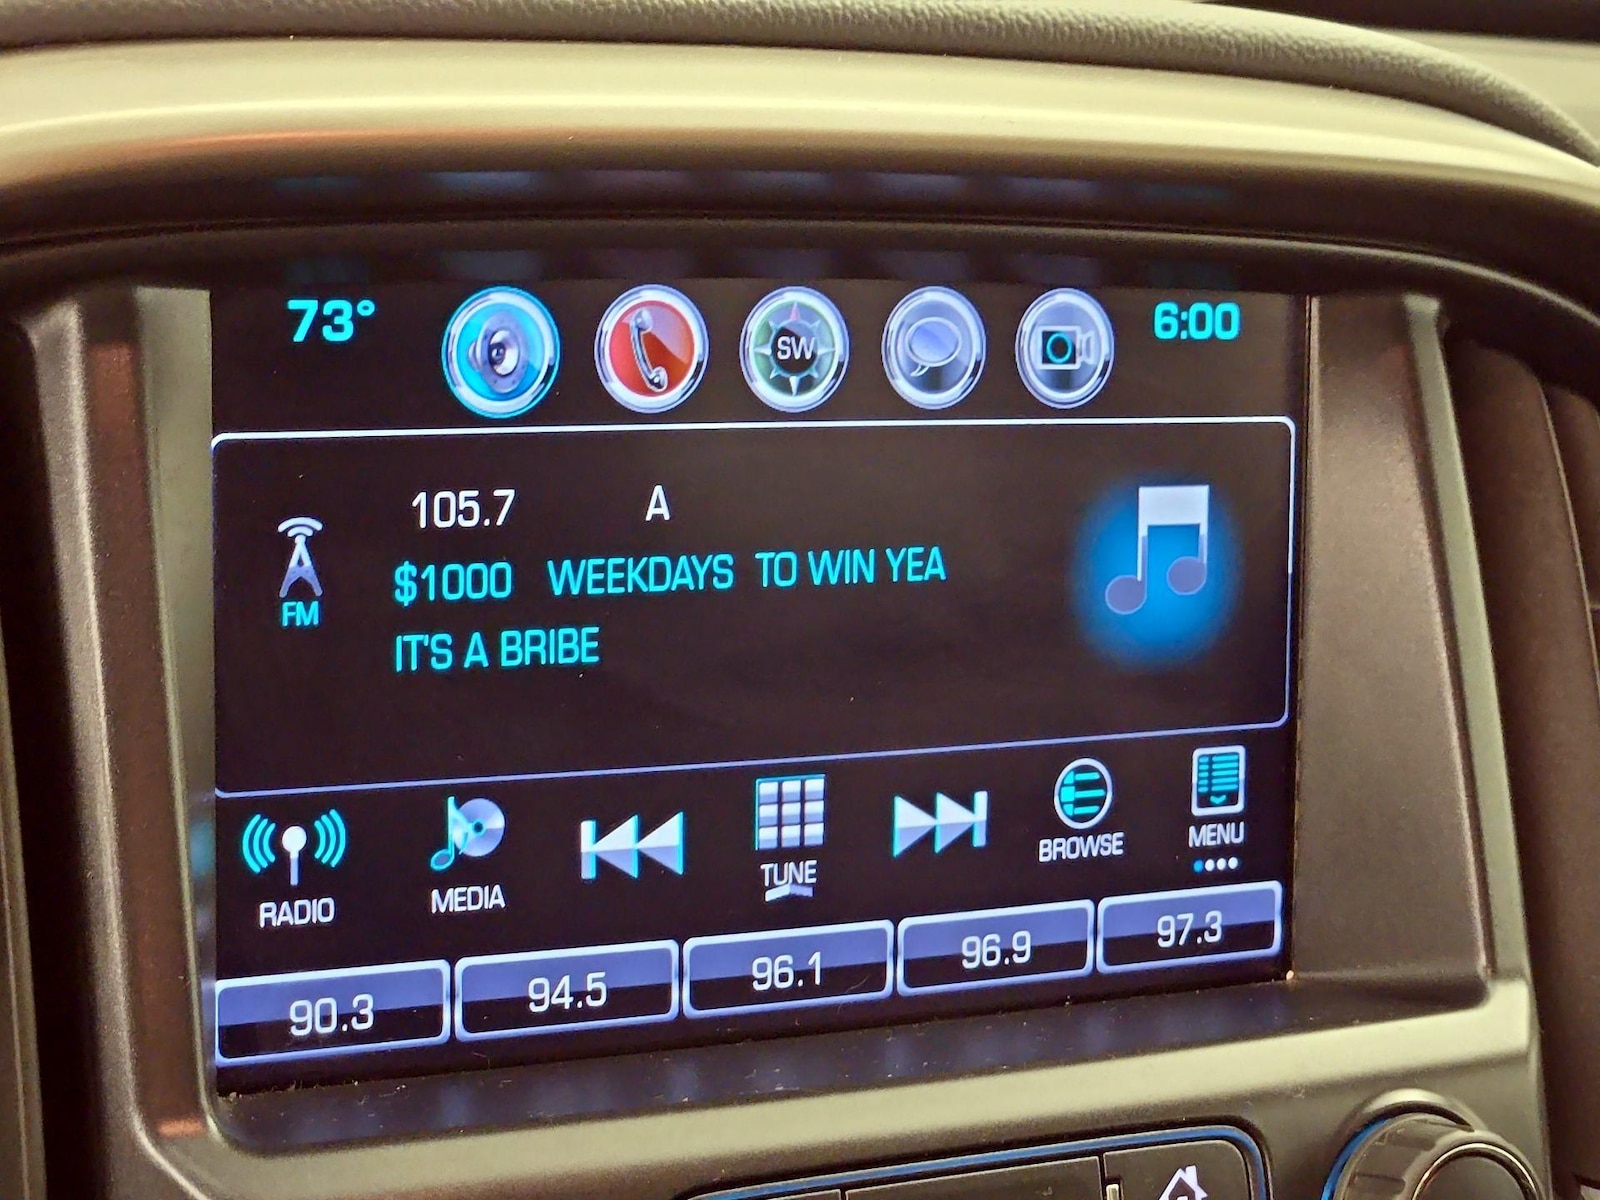 73° SW 6:00
105.7 A
$1000 WEEKDAYS TO WIN YEA
FM
IT'S A BRIBE
RADIO MEDIA TUNE BROWSE MENU
90.3 94.5 96.1 96.9 97.3